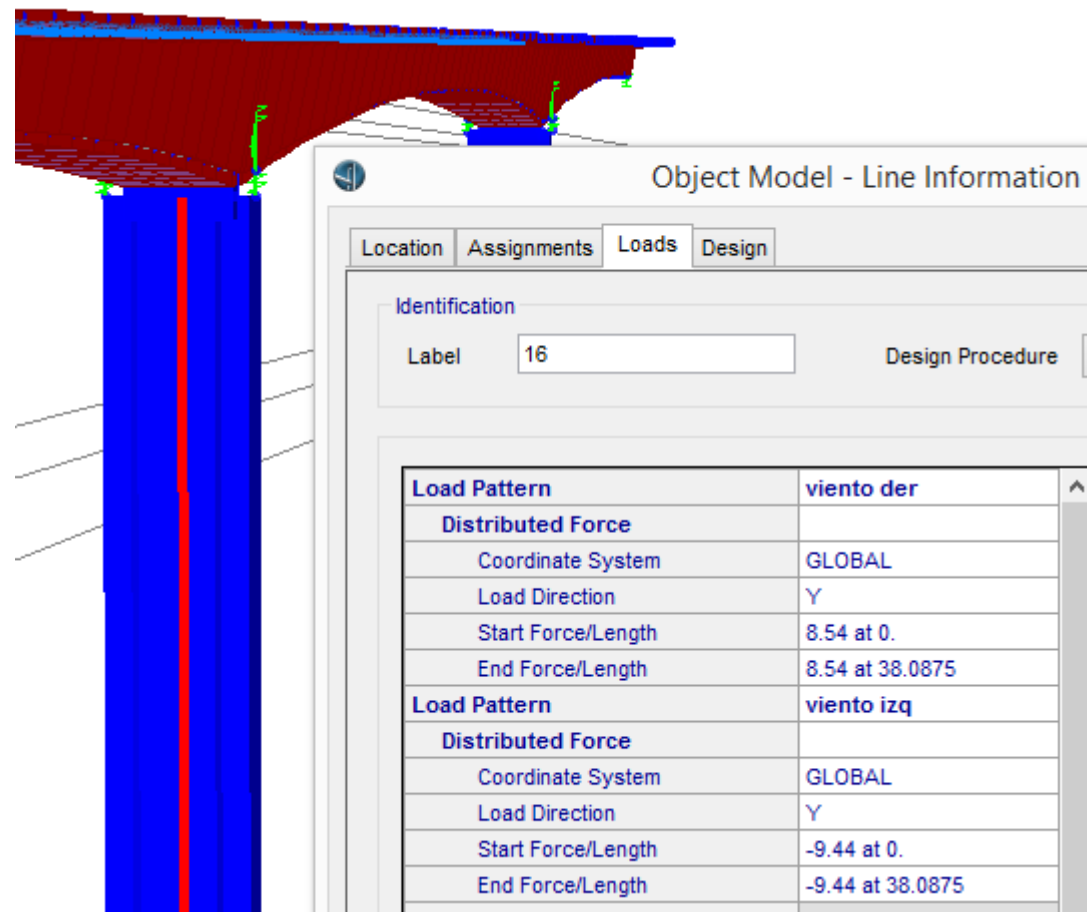 Object Model - Line Information
Location Assignments Loads Design
Identification
Label 16 Design Procedure
Load Pattern viento der
Distributed Force
Coordinate System GLOBAL
Load Direction Y
Start Force/Length 8.54 at 0.
End Force/Length 8.54 at 38.0875
Load Pattern viento izq
Distributed Force
Coordinate System GLOBAL
Load Direction Y
Start Force/Length -9.44 at 0.
End Force/Length -9.44 at 38.0875